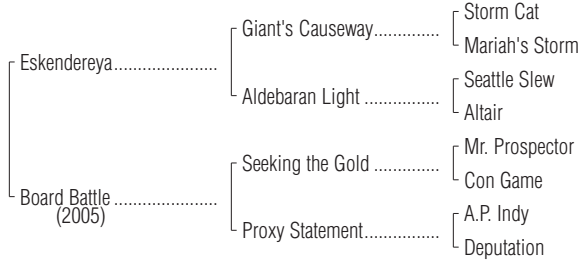 Storm Cat
Giant's Causeway..............
Mariah's Storm
Eskendereya......................
Seattle Slew
Aldebaran Light ................
Altair
Mr. Prospector
Seeking the Gold ..............
Con Game
Board Battle ......................
(2005)
A.P. Indy
Proxy Statement................
Deputation